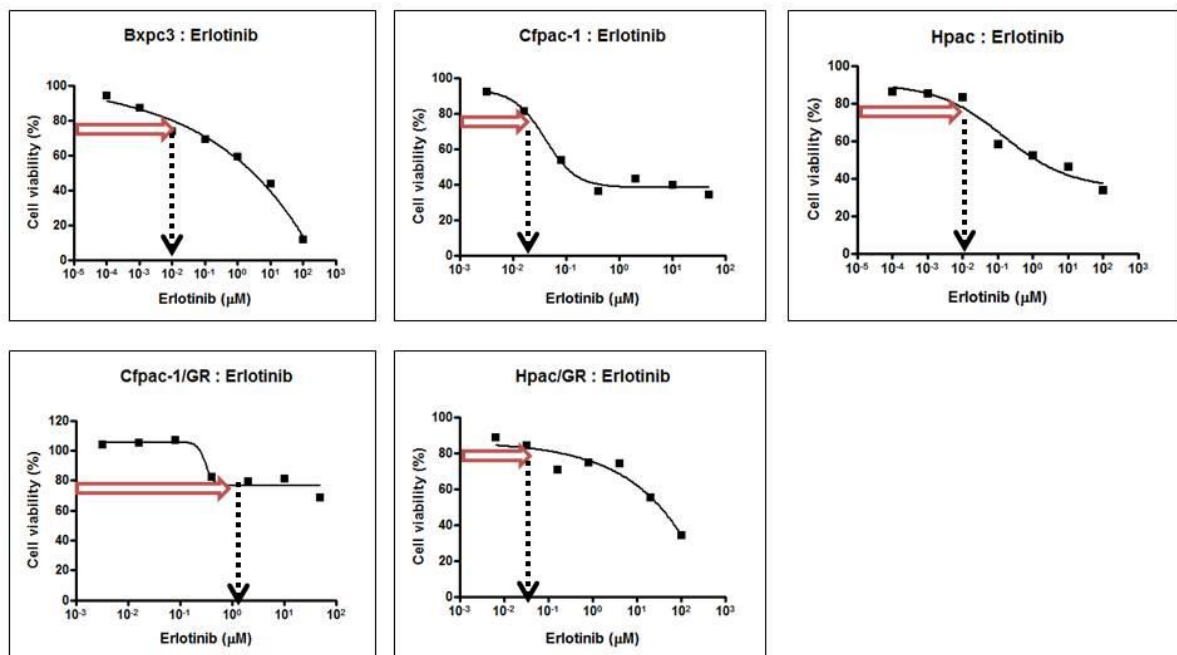 Bxpc3 : Erlotinib
Cell viability (%)
100
80
60
40
20
0
10-5 10-4 10-3 10-2 10-1 100 101 102 103
Erlotinib (μM)
Cfpac-1 : Erlotinib
Cell viability (%)
100
80
60
40
20
0
10-3 10-2 10-1 100 101 102
Erlotinib (μM)
Hpac : Erlotinib
Cell viability (%)
100
80
60
40
20
0
10-5 10-4 10-3 10-2 10-1 100 101 102 103
Erlotinib (μM)
Cfpac-1/GR : Erlotinib
Cell viability (%)
120
100
80
60
40
20
0
10-3 10-2 10-1 100 101 102
Erlotinib (μM)
Hpac/GR : Erlotinib
Cell viability (%)
100
80
60
40
20
0
10-3 10-2 10-1 100 101 102 103
Erlotinib (μM)